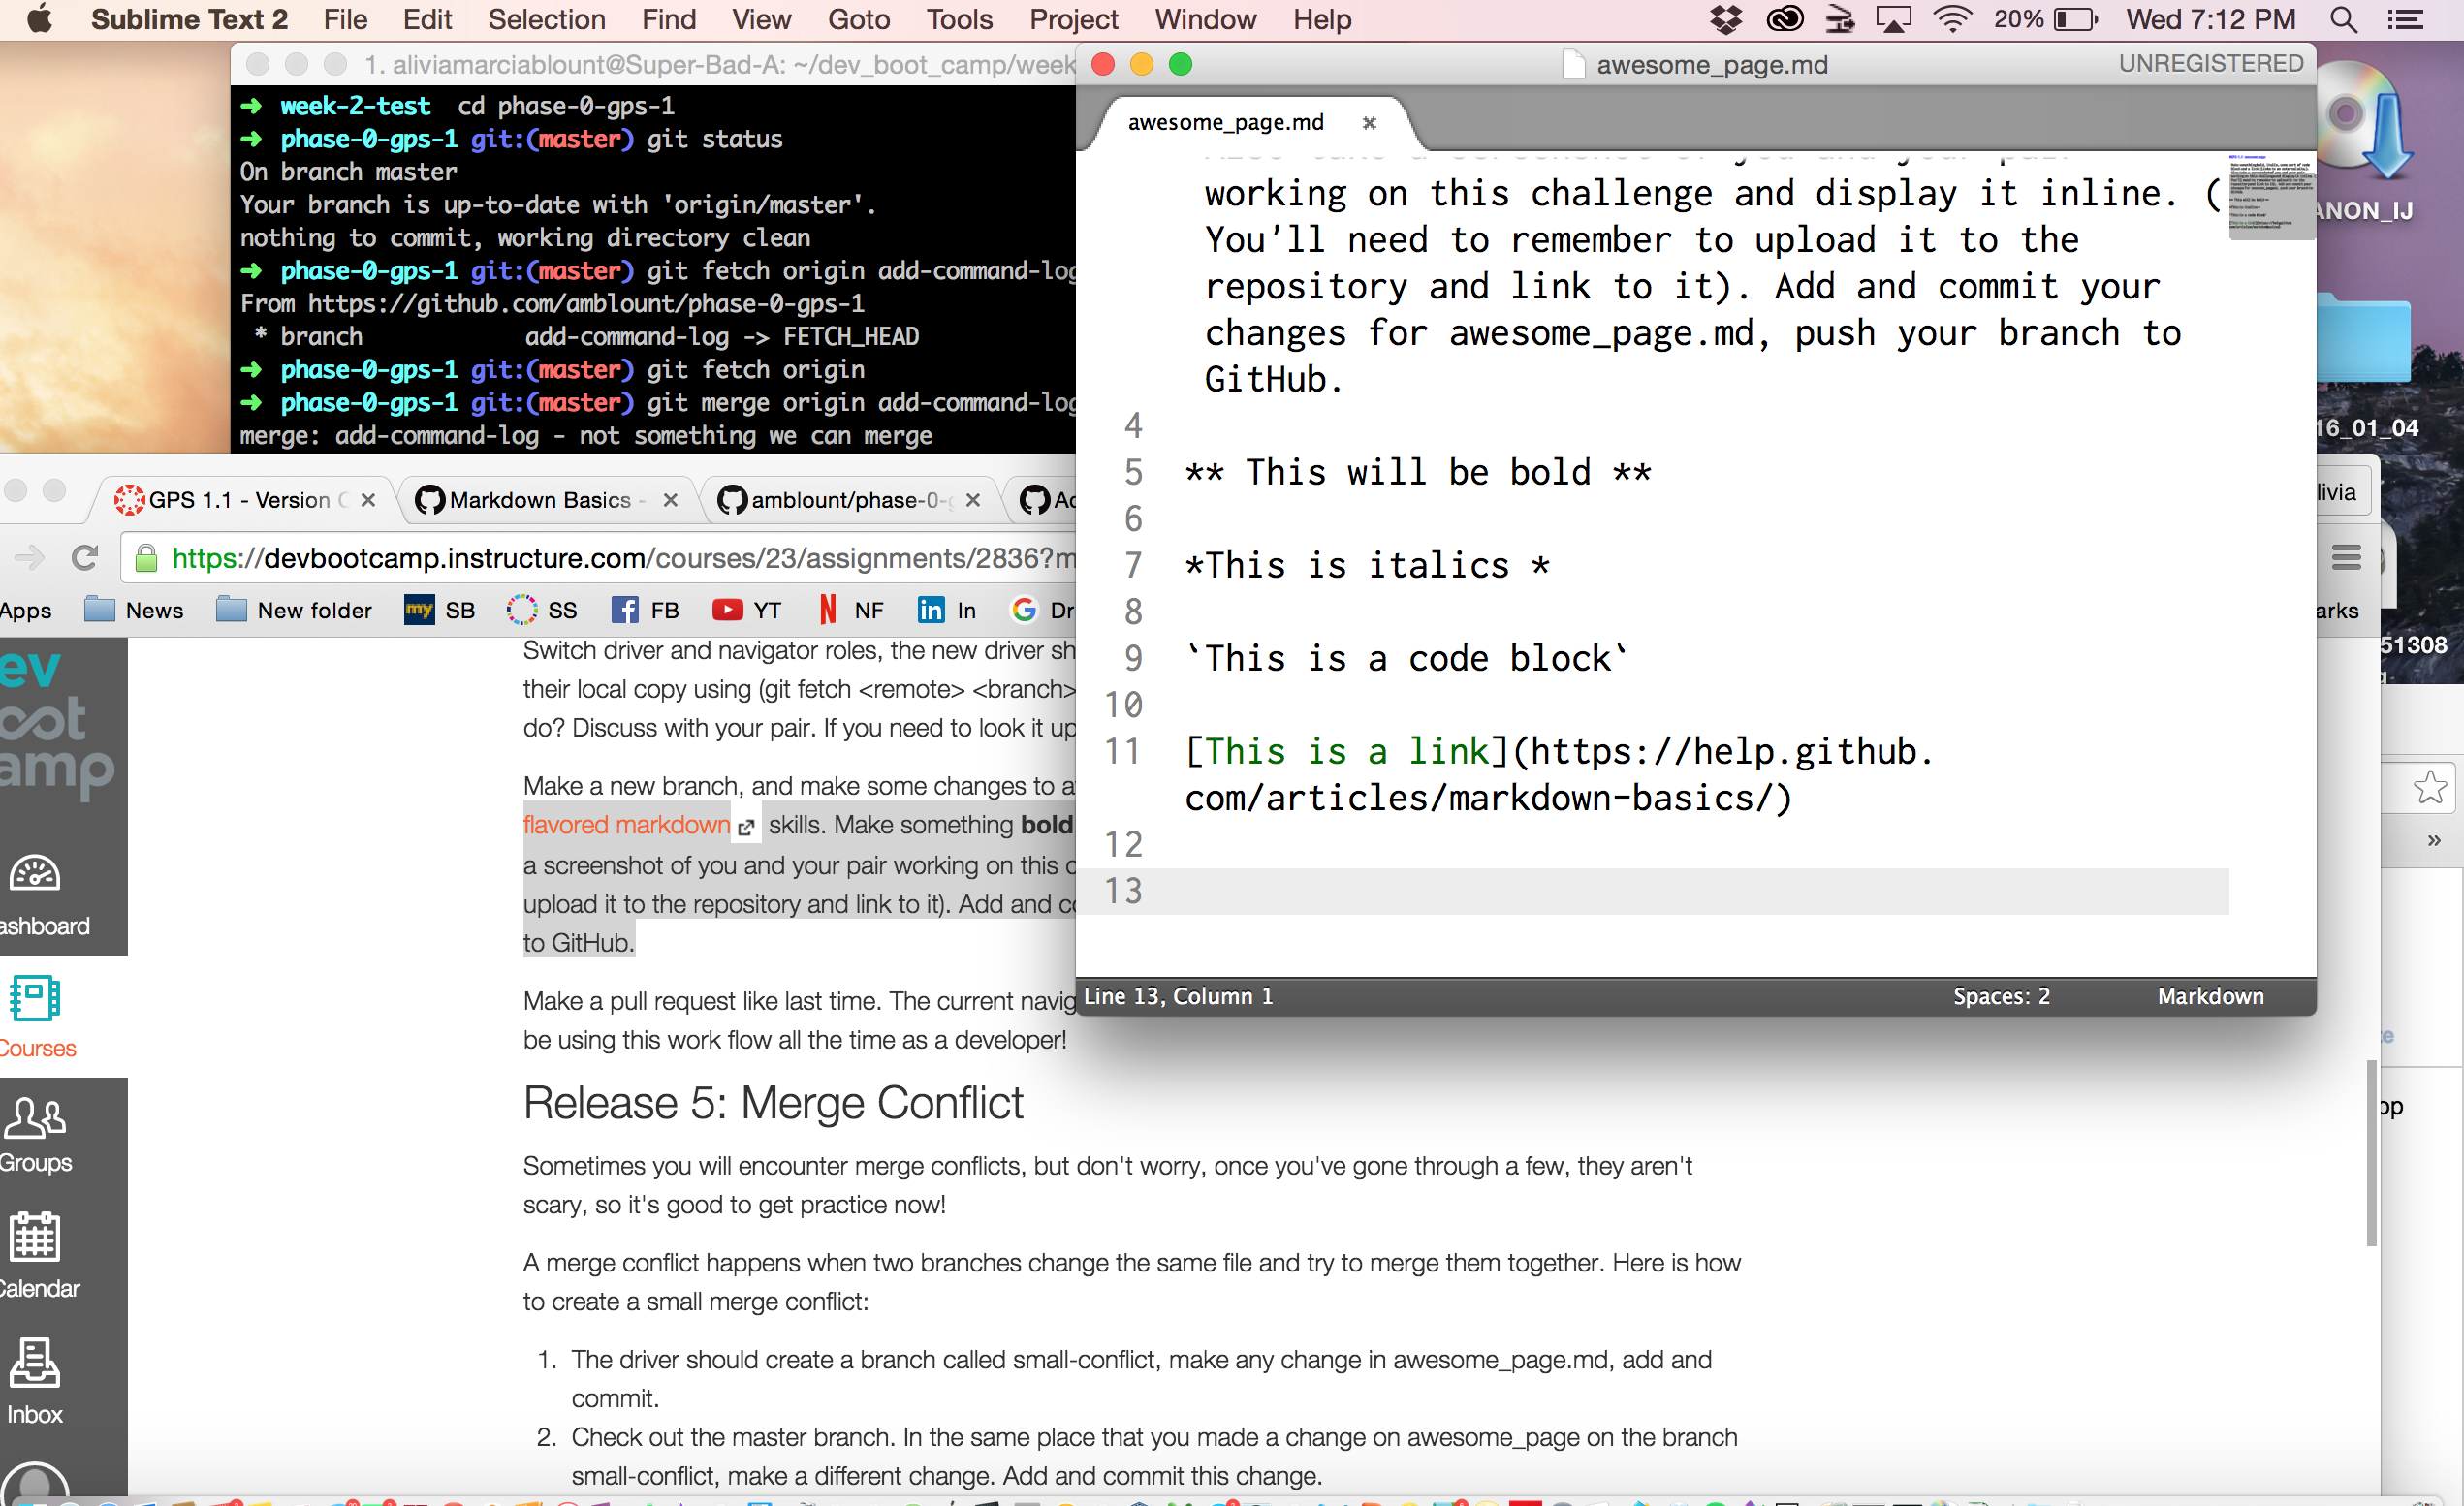 Sublime Text 2 File Edit Selection Find View Goto Tools Project Window Help 20% Wed 7:12 PM
1. aliviamarciablount@Super-Bad-A: ~/dev_boot_camp/week
➜ week-2-test cd phase-0-gps-1
➜ phase-0-gps-1 git:(master) git status
On branch master
Your branch is up-to-date with 'origin/master'.
nothing to commit, working directory clean
➜ phase-0-gps-1 git:(master) git fetch origin add-command-log
From https://github.com/amblount/phase-0-gps-1
* branch add-command-log -> FETCH_HEAD
➜ phase-0-gps-1 git:(master) git fetch origin
➜ phase-0-gps-1 git:(master) git merge origin add-command-log
merge: add-command-log - not something we can merge
awesome_page.md UNREGISTERED
awesome_page.md
working on this challenge and display it inline. (
You'll need to remember to upload it to the
repository and link to it). Add and commit your
changes for awesome_page.md, push your branch to
GitHub.
4
5 ** This will be bold **
6
7 *This is italics *
8
9 `This is a code block`
10
11 [This is a link](https://help.github.
com/articles/markdown-basics/)
12
13
Line 13, Column 1 Spaces: 2 Markdown
ANON_IJ
16_01_04
51308
GPS 1.1 - Version C
Markdown Basics -
amblount/phase-0-g
Ac
livia
https://devbootcamp.instructure.com/courses/23/assignments/2836?m
Apps News New folder my SB SS FB YT NF In Dr
arks
ev
oot
amp
ashboard
Courses
Groups
Calendar
Inbox
Switch driver and navigator roles, the new driver sh
their local copy using (git fetch <remote> <branch>
do? Discuss with your pair. If you need to look it up
Make a new branch, and make some changes to a
flavored markdown skills. Make something bold
a screenshot of you and your pair working on this c
upload it to the repository and link to it). Add and co
to GitHub.
Make a pull request like last time. The current navig
be using this work flow all the time as a developer!
Release 5: Merge Conflict
Sometimes you will encounter merge conflicts, but don't worry, once you've gone through a few, they aren't
scary, so it's good to get practice now!
A merge conflict happens when two branches change the same file and try to merge them together. Here is how
to create a small merge conflict:
1. The driver should create a branch called small-conflict, make any change in awesome_page.md, add and
commit.
2. Check out the master branch. In the same place that you made a change on awesome_page on the branch
small-conflict, make a different change. Add and commit this change.
»
op